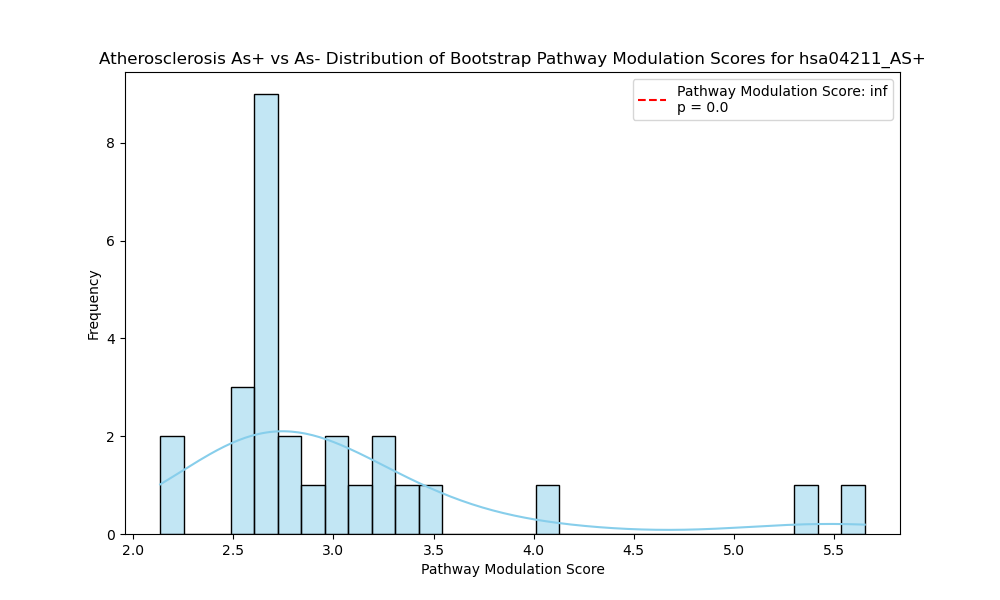 Atherosclerosis As+ vs As- Distribution of Bootstrap Pathway Modulation Scores for hsa04211_AS+
Pathway Modulation Score: inf
p = 0.0
Frequency
8
6
4
2
0
2.0 2.5 3.0 3.5 4.0 4.5 5.0 5.5
Pathway Modulation Score